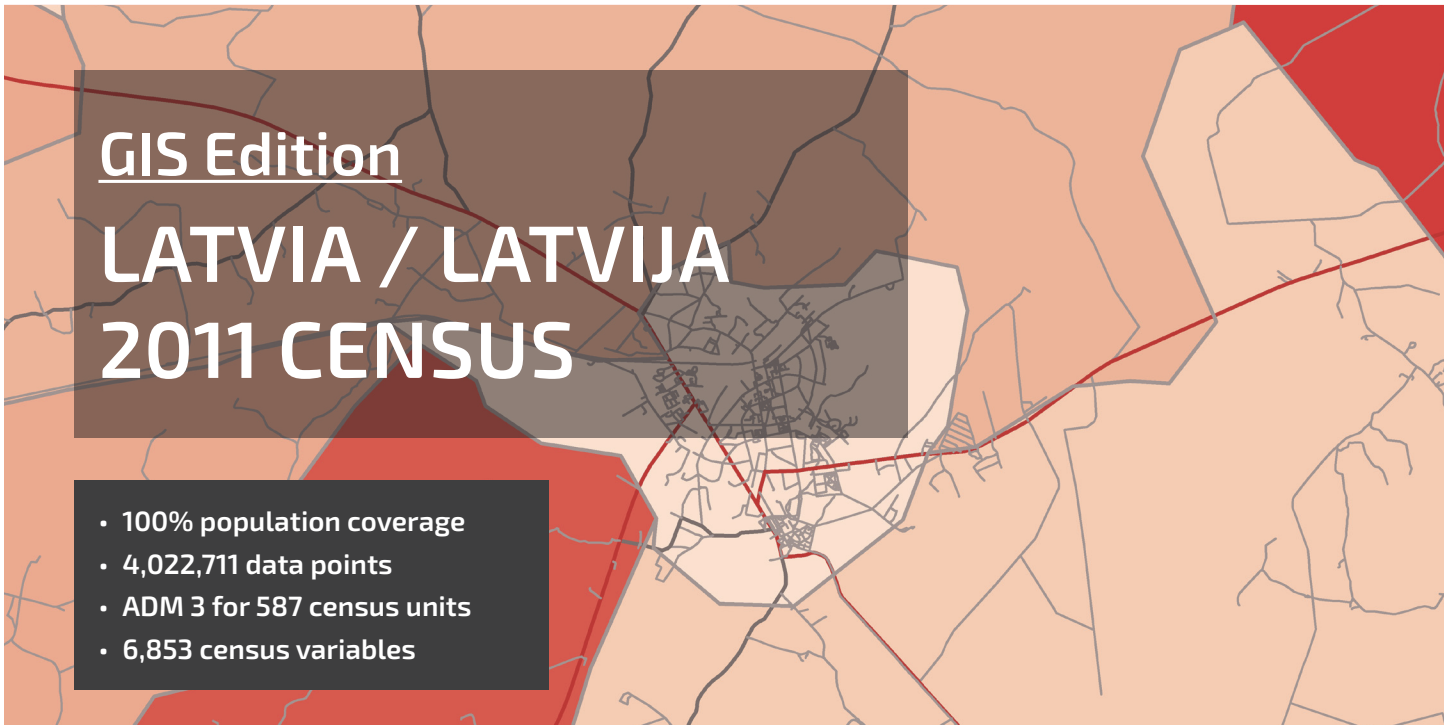 GIS Edition
LATVIA / LATVIJA
2011 CENSUS
• 100% population coverage
• 4,022,711 data points
• ADM 3 for 587 census units
• 6,853 census variables